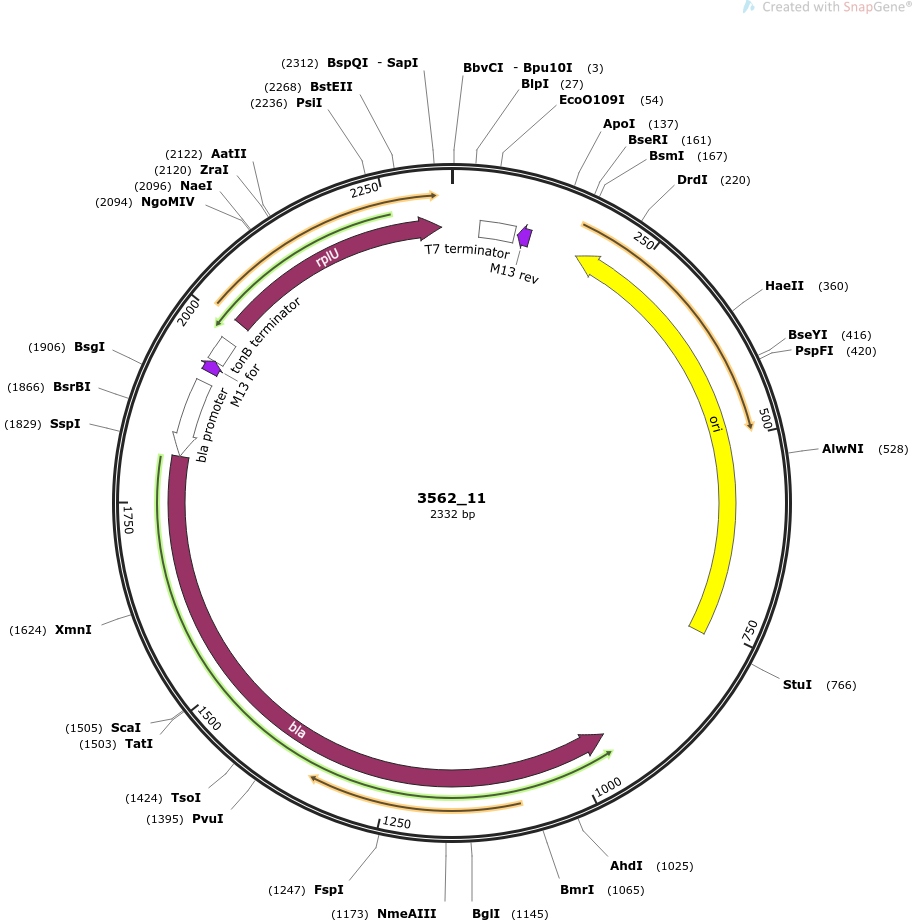 Created with SnapGene®
(2312) BspQI - SapI
(2268) BstEII
(2236) PsiI
BbvCI - Bpu10I (3)
BlpI (27)
EcoO109I (54)
ApoI (137)
BseRI (161)
BsmI (167)
DrdI (220)
(2122) AatII
(2120) ZraI
(2096) NaeI
(2094) NgoMIV
2250
250
rplU
T7 terminator
M13 rev
HaeII (360)
2000
tonB terminator
M13 for
BseYI (416)
PspFI (420)
(1906) BsgI
(1866) BsrBI
(1829) SspI
bla promoter
ori
500
AlwNI (528)
3562_11
2332 bp
1750
(1624) XmnI
750
StuI (766)
(1505) ScaI
(1503) TatI
1500
bla
(1424) TsoI
(1395) PvuI
1250
1000
AhdI (1025)
BmrI (1065)
(1247) FspI
(1173) NmeAIII
BglI (1145)